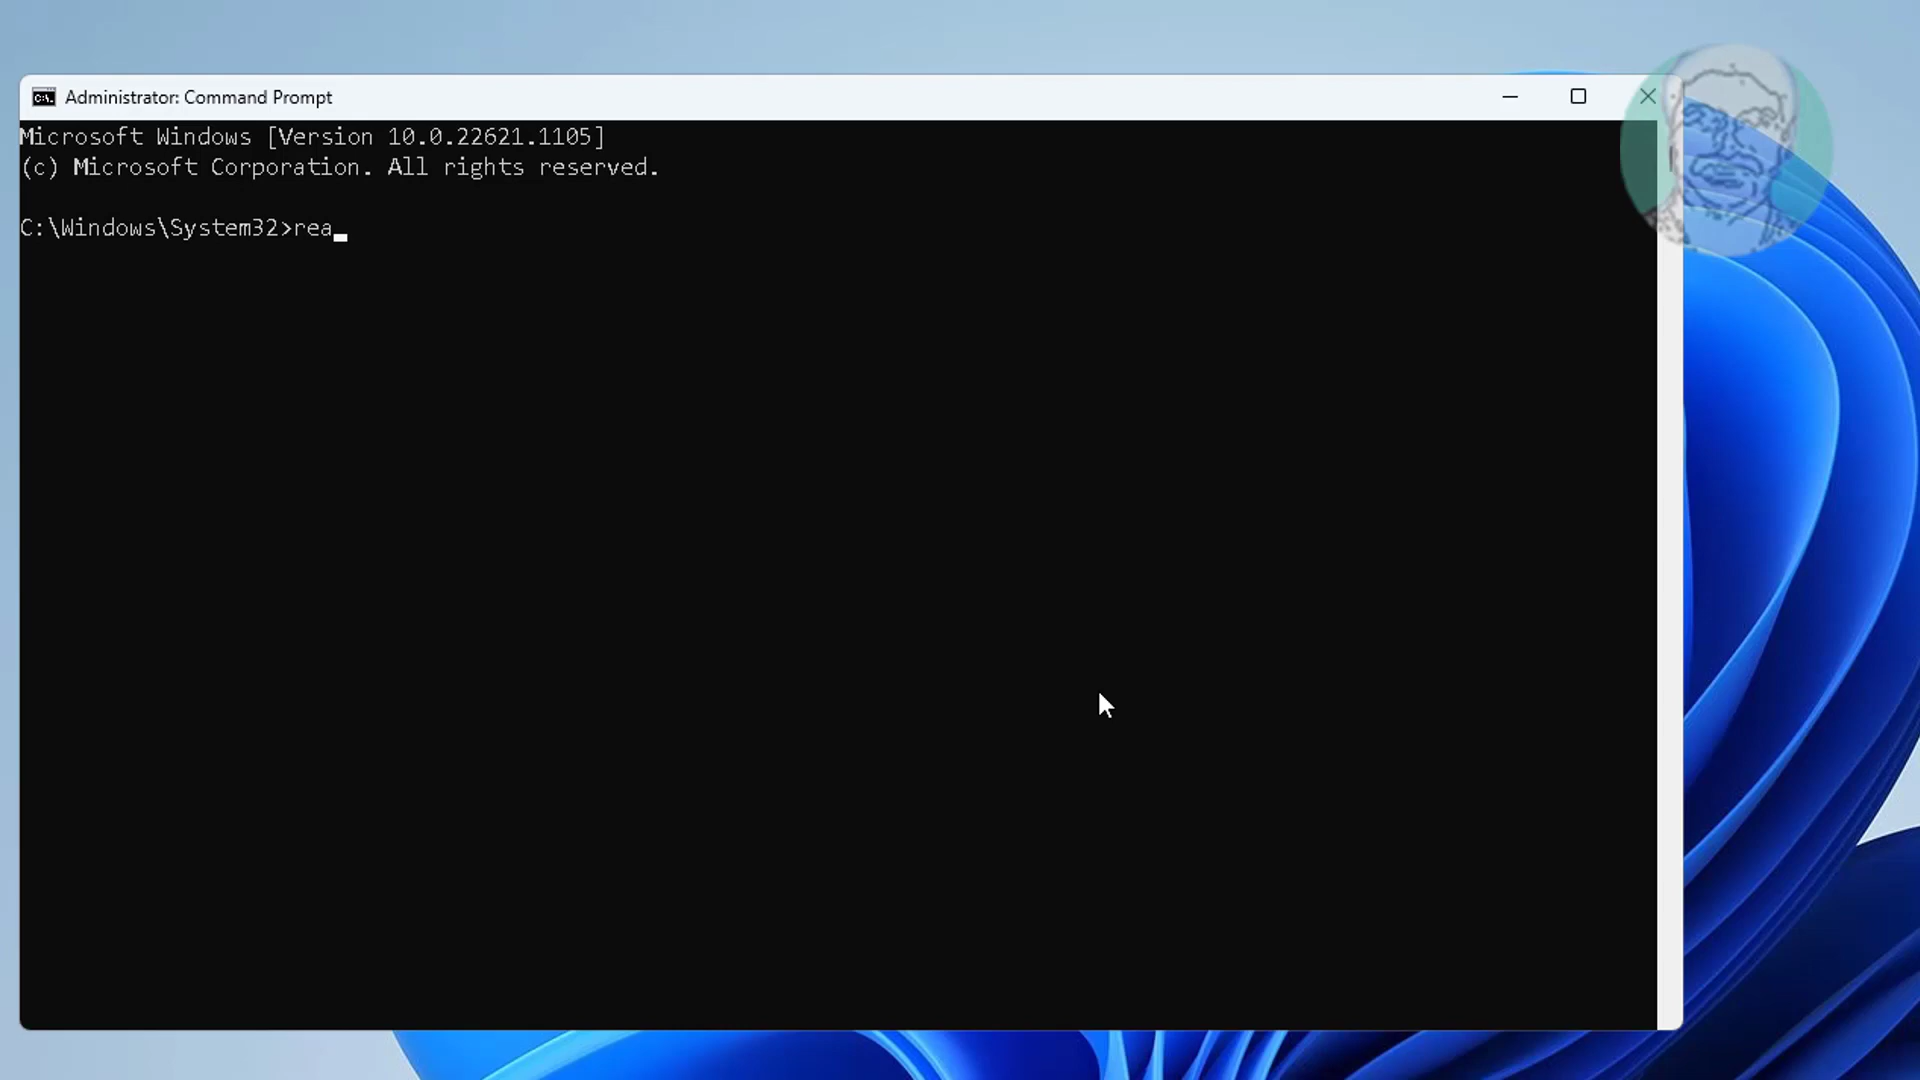 Administrator: Command Prompt
Microsoft Windows [Version 10.0.22621.1105]
(c) Microsoft Corporation. All rights reserved.
C:\Windows\System32>rea